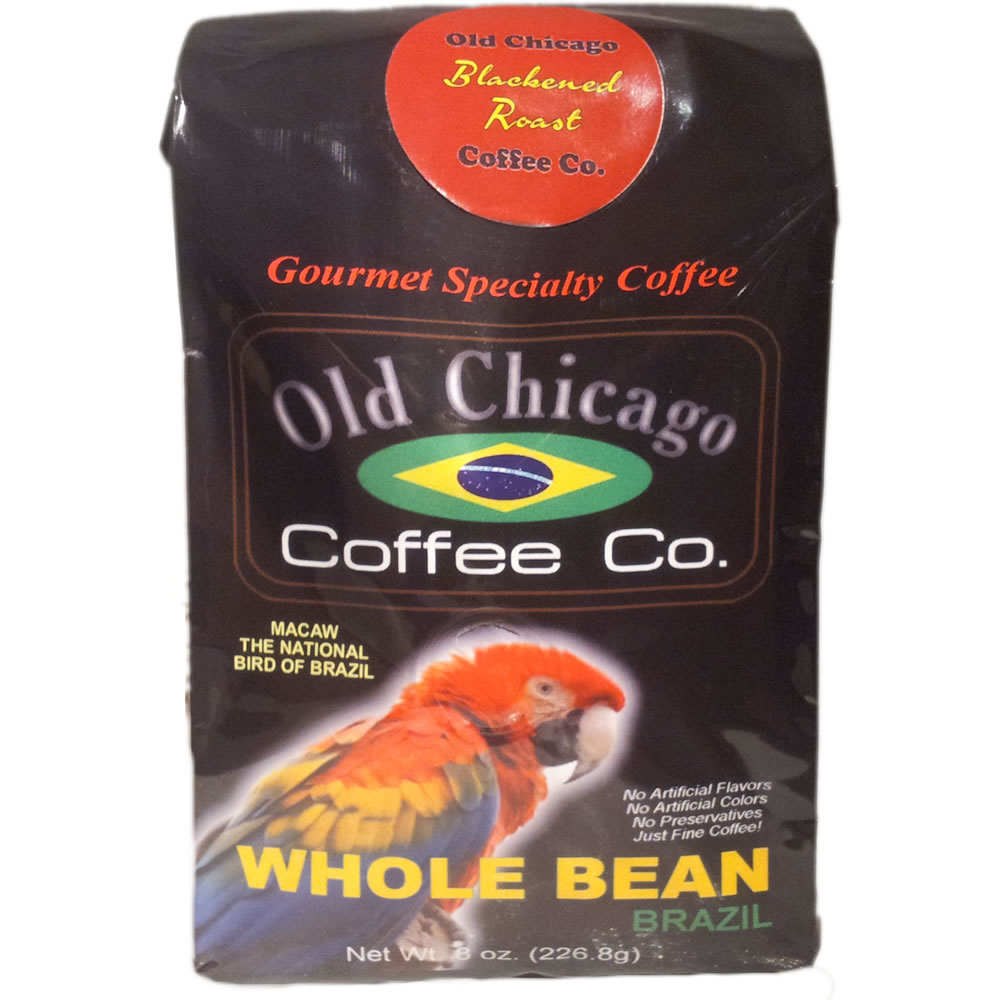 Old Chicago
Blackened
Roast
Coffee Co.
Gourmet Specialty Coffee
Old Chicago
Coffee Co.
MACAW
THE NATIONAL
BIRD OF BRAZIL
No Artificial Flavors
No Artificial Colors
No Preservatives
Just Fine Coffee!
WHOLE BEAN
BRAZIL
Net Wt. 8 oz. (226.8g)